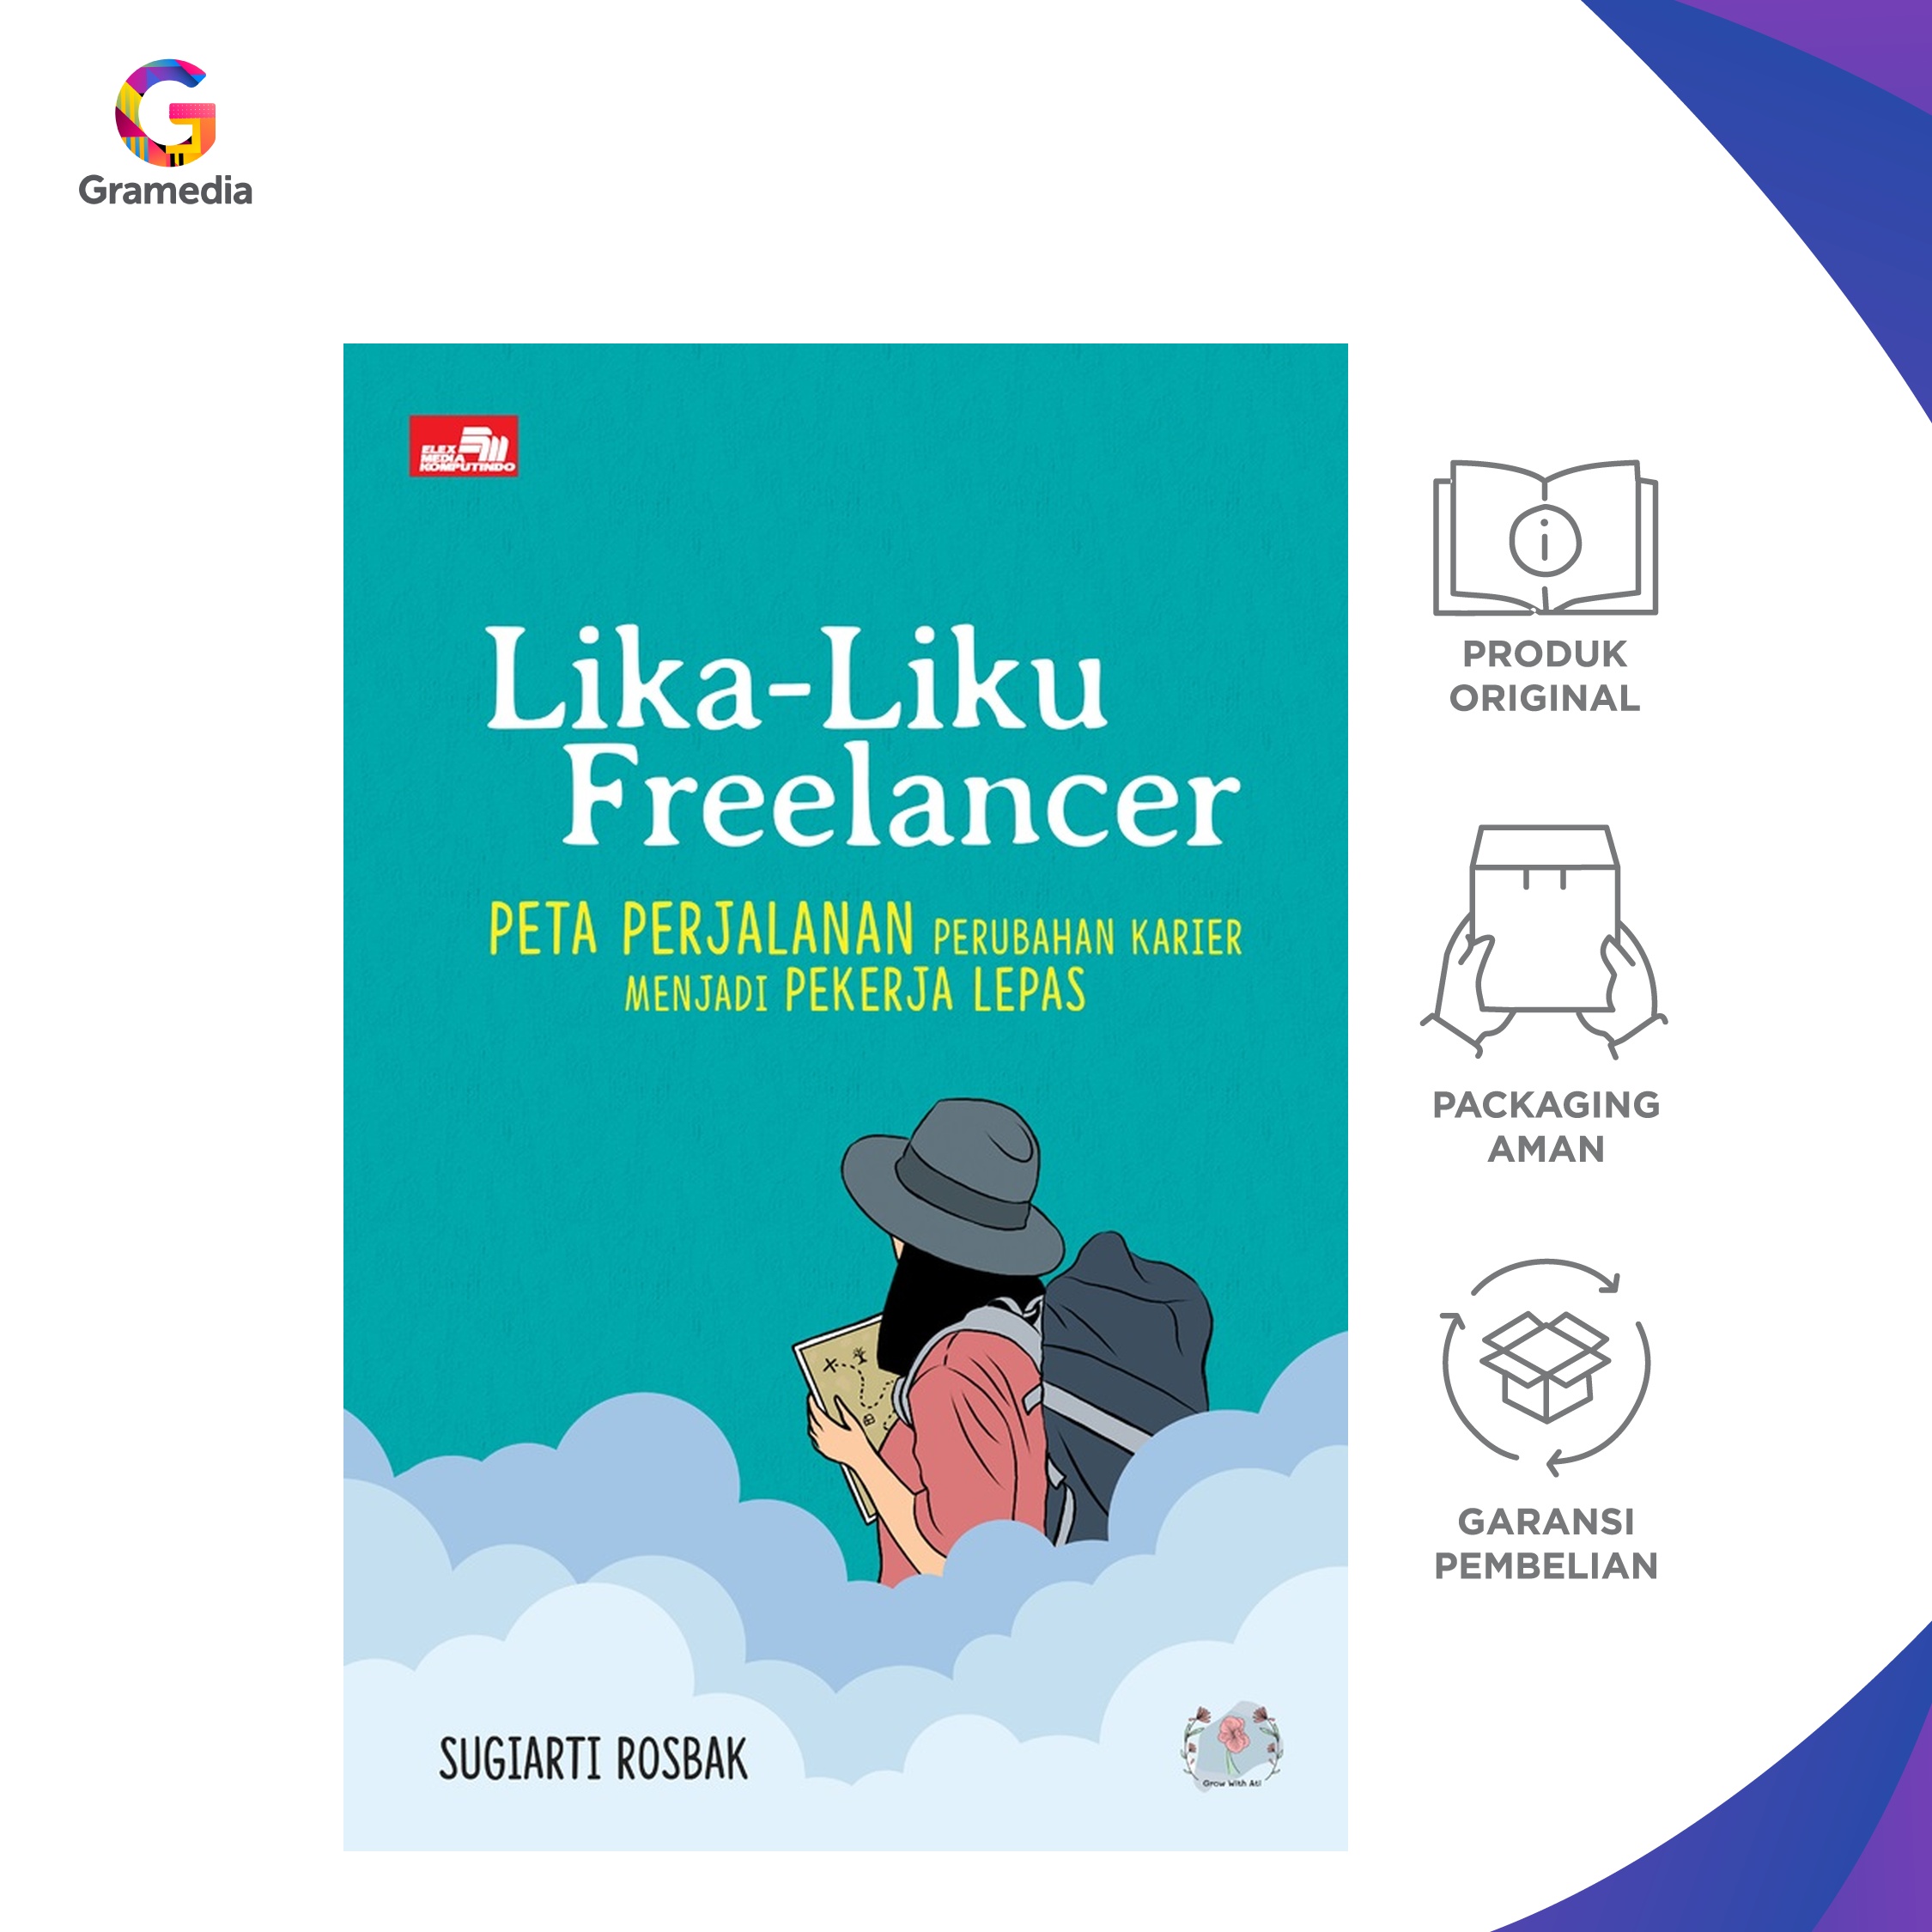 Gramedia
ELEX
MEDIA
KOMPUTINDO
Lika-Liku
Freelancer
PETA PERJALANAN PERUBAHAN KARIER
MENJADI PEKERJA LEPAS
SUGIARTI ROSBAK
Grow With Ati
PRODUK
ORIGINAL
PACKAGING
AMAN
GARANSI
PEMBELIAN